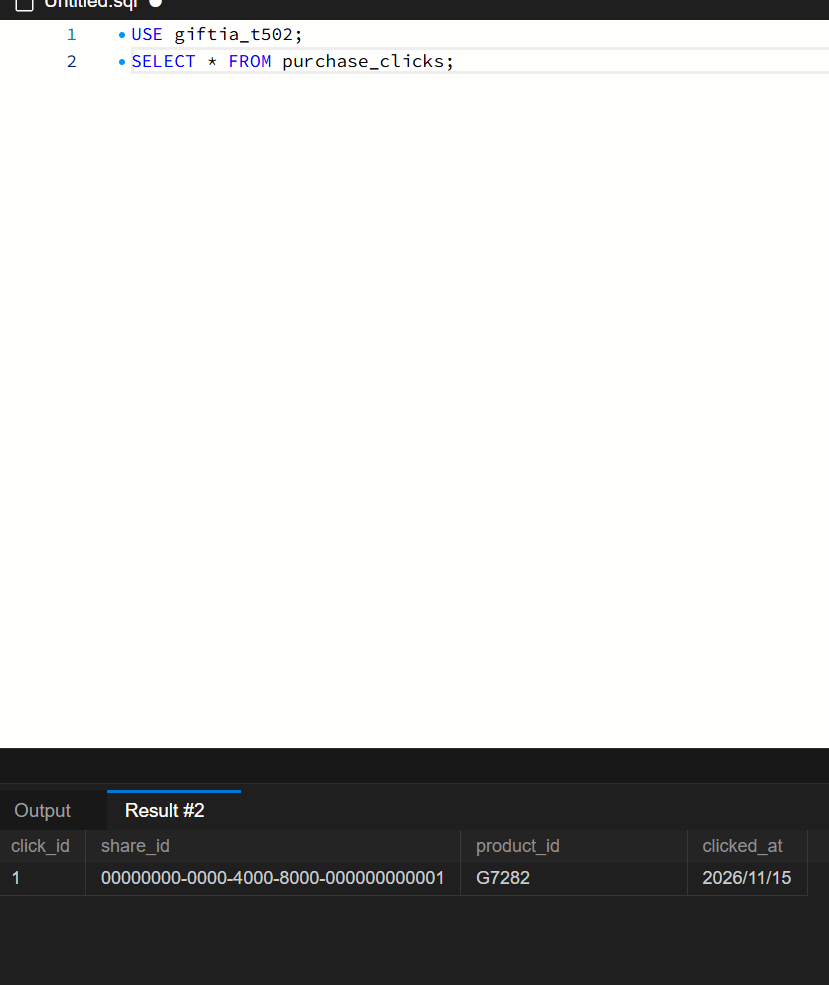 Untitled.sql
1 USE giftia_t502;
2 SELECT * FROM purchase_clicks;
Output Result #2
click_id share_id product_id clicked_at
1 00000000-0000-4000-8000-000000000001 G7282 2026/11/15